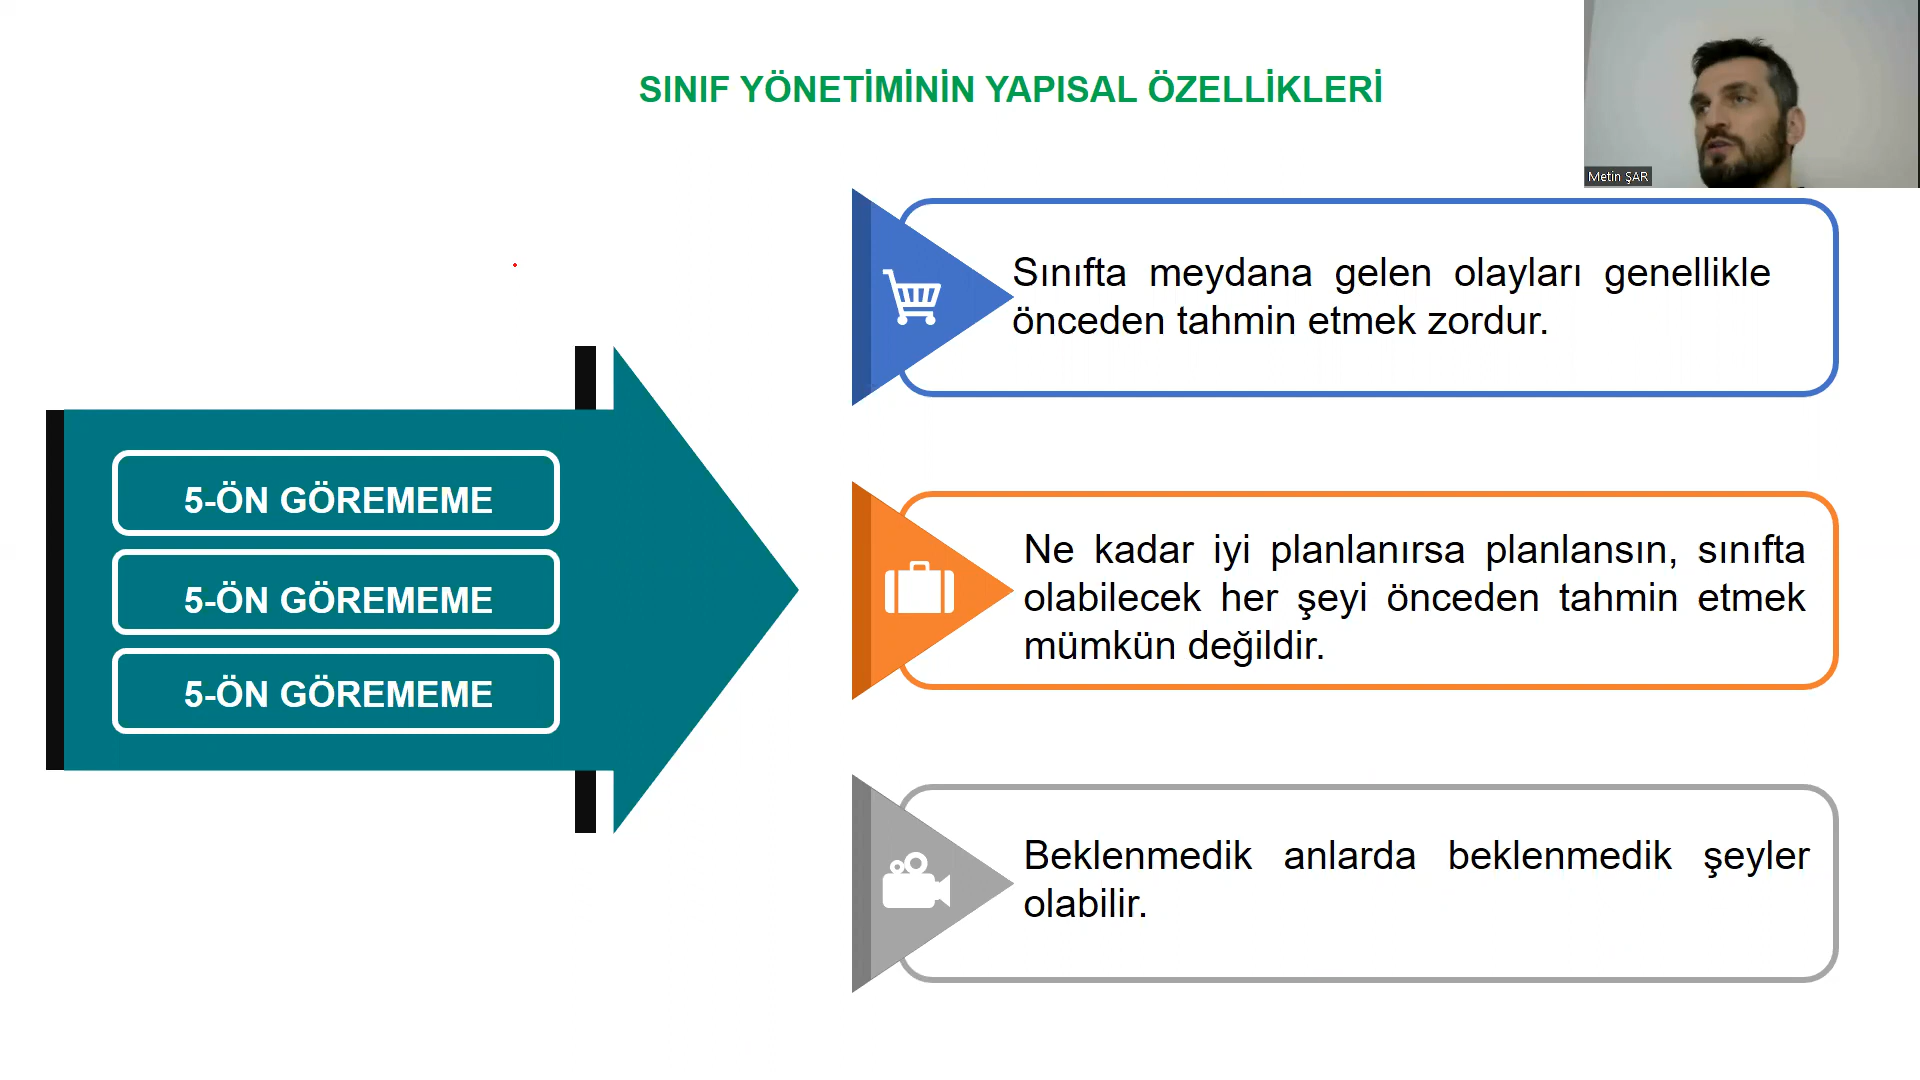 SINIF YÖNETİMİNİN YAPISAL ÖZELLİKLERİ
Metin ŞAR
5-ÖN GÖREMEME
5-ÖN GÖREMEME
5-ÖN GÖREMEME
Sınıfta meydana gelen olayları genellikle
önceden tahmin etmek zordur.
Ne kadar iyi planlanırsa planlansın, sınıfta
olabilecek her şeyi önceden tahmin etmek
mümkün değildir.
Beklenmedik anlarda beklenmedik şeyler
olabilir.